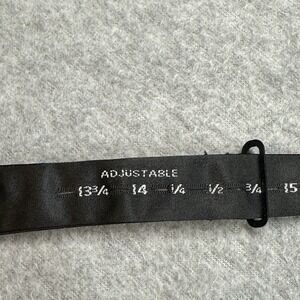 ADJUSTABLE
– 13¾ – 14 – ¼ – ½ – ¾ – 15